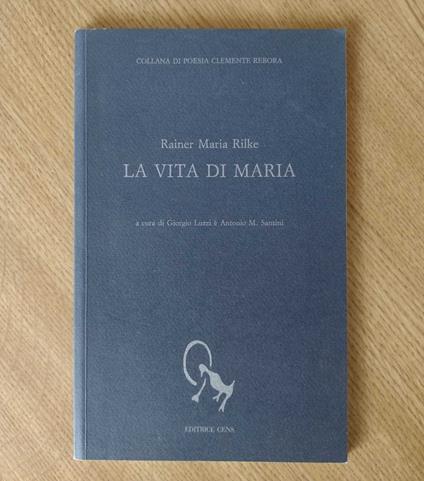 COLLANA DI POESIA CLEMENTE REBORA
Rainer Maria Rilke
LA VITA DI MARIA
a cura di Giorgio Luzzi e Antonio M. Santini
EDITRICE CENS